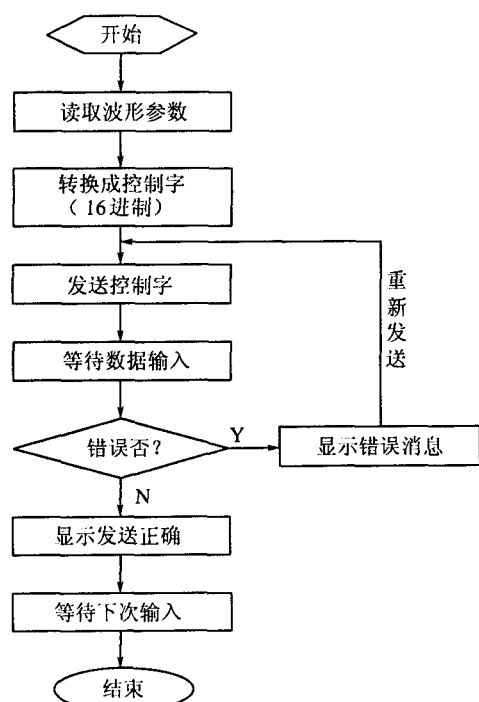 开始
读取波形参数
转换成控制字
（16进制）
发送控制字
重新发送
等待数据输入
错误否？
Y
显示错误消息
N
显示发送正确
等待下次输入
结束